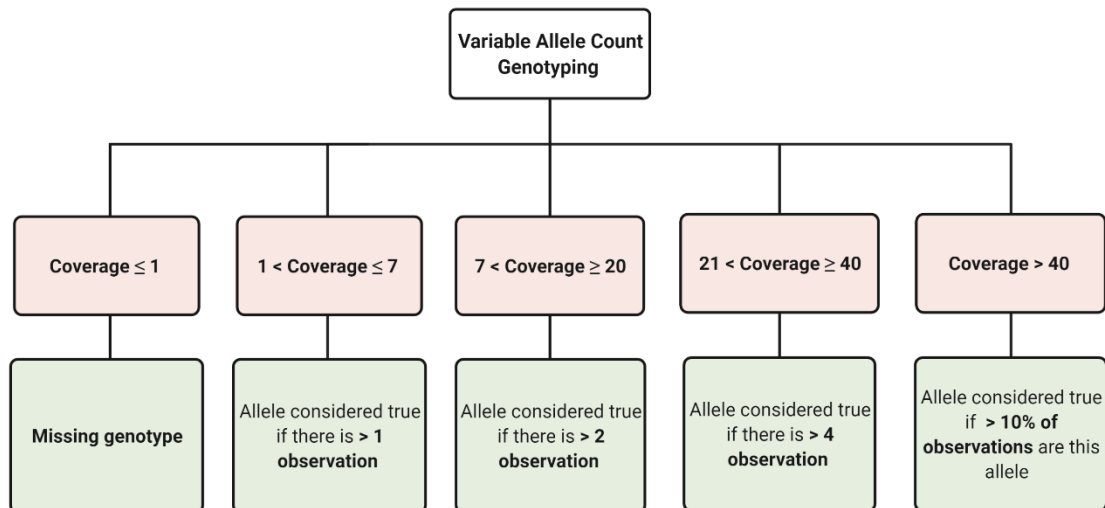 Variable Allele Count
Genotyping
Coverage ≤ 1
1 < Coverage ≤ 7
7 < Coverage ≥ 20
21 < Coverage ≥ 40
Coverage > 40
Missing genotype
Allele considered true
if there is > 1
observation
Allele considered true
if there is > 2
observation
Allele considered true
if there is > 4
observation
Allele considered true
if > 10% of
observations are this
allele